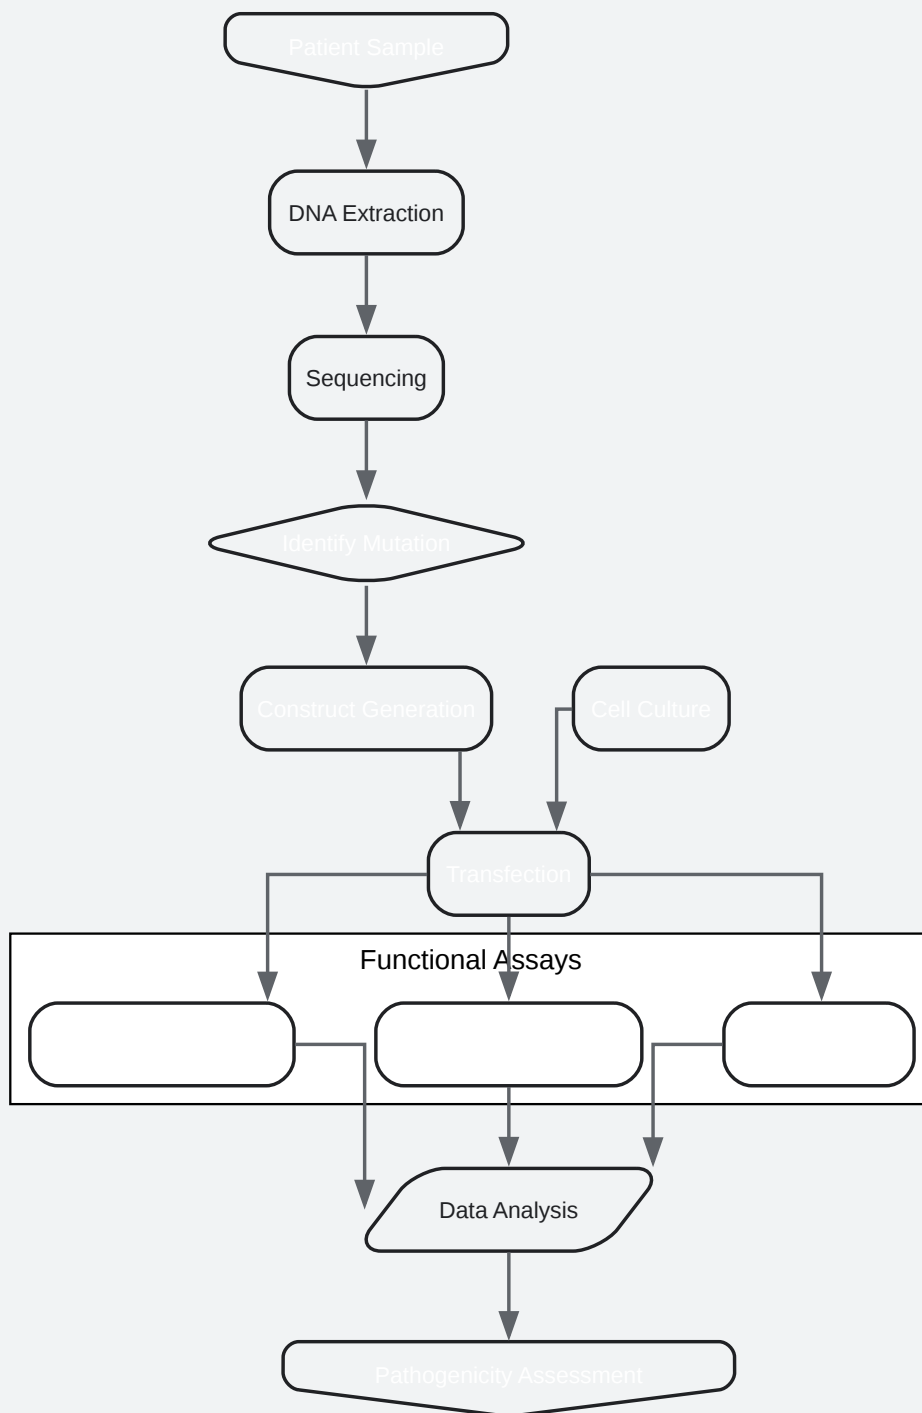 Patient Sample
DNA Extraction
Sequencing
Identify Mutation
Construct Generation
Cell Culture
Transfection
Functional Assays
Data Analysis
Pathogenicity Assessment